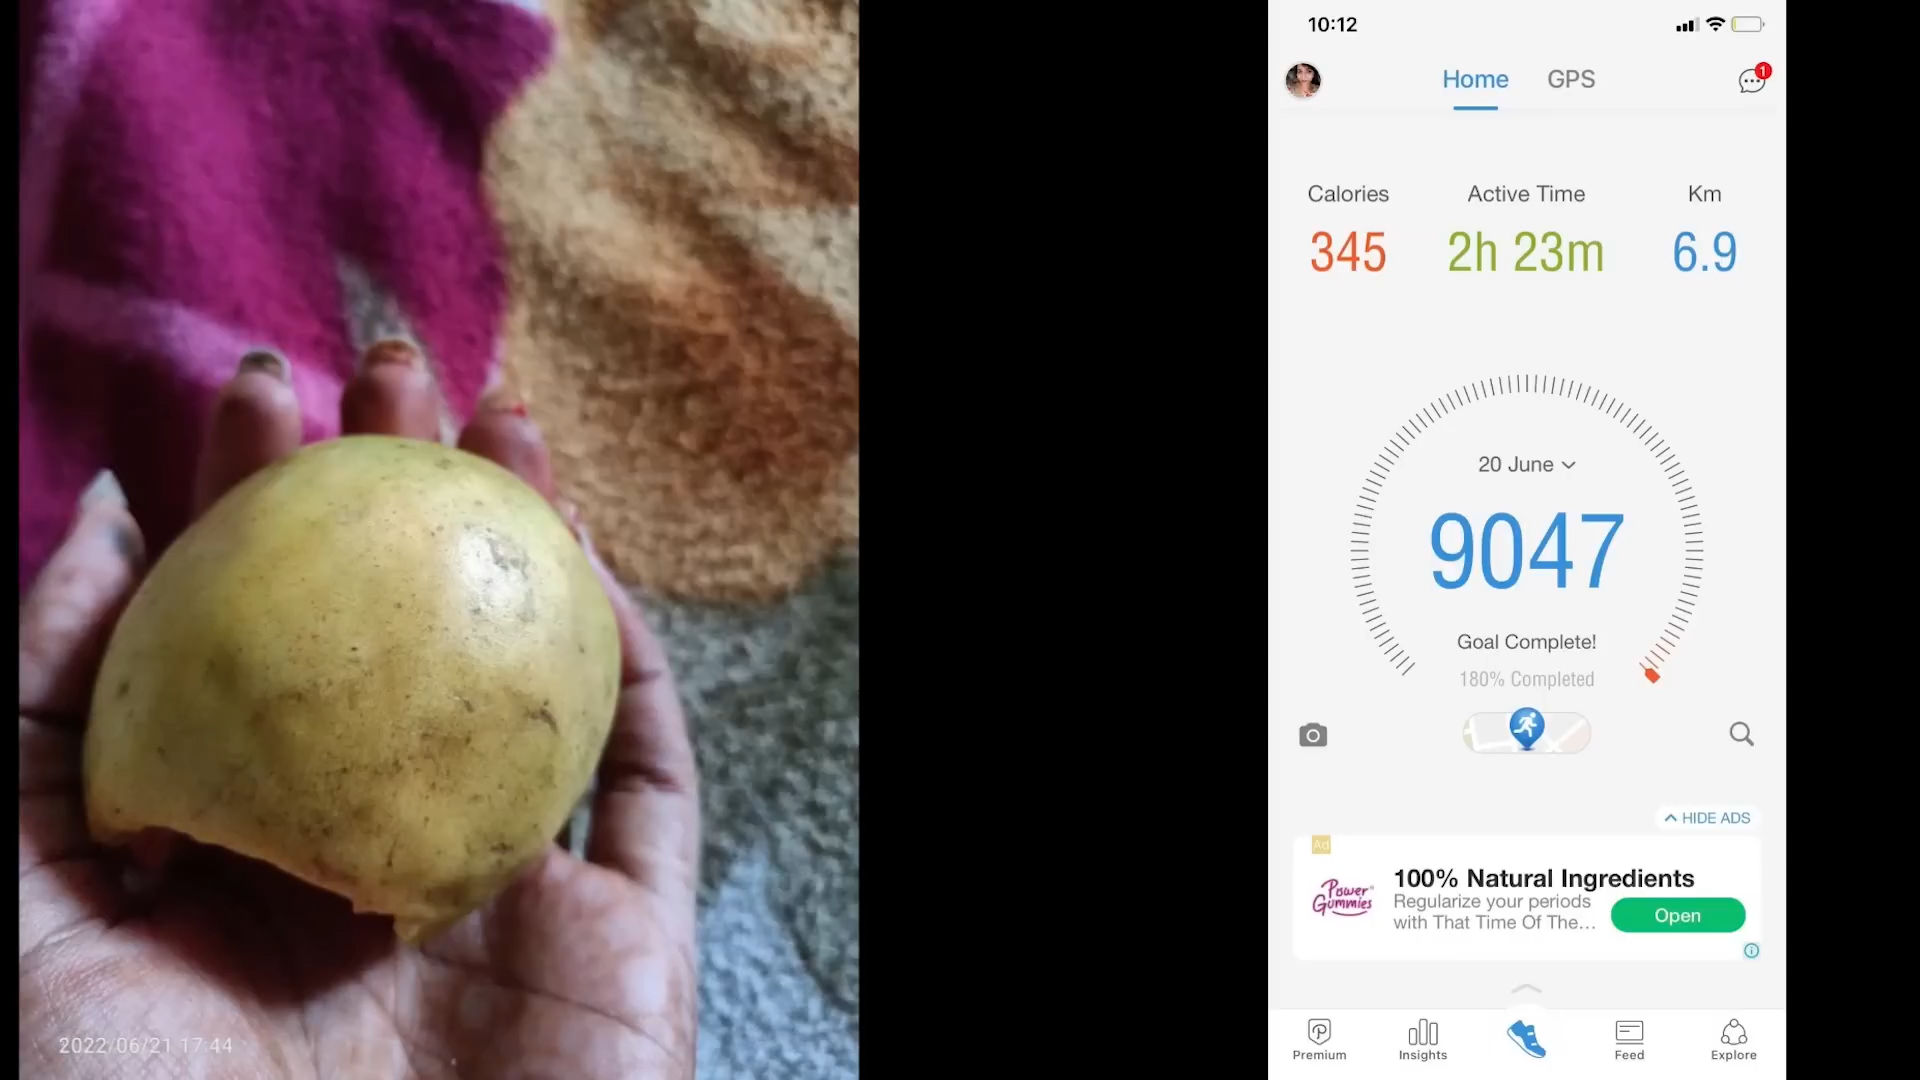 2022/06/21 17:44
10:12
Home GPS
1
Calories Active Time Km
345 2h 23m 6.9
20 June
9047
Goal Complete!
180% Completed
HIDE ADS
Ad
Power Gummies
100% Natural Ingredients
Regularize your periods
with That Time Of The...
Open
Premium Insights Feed Explore